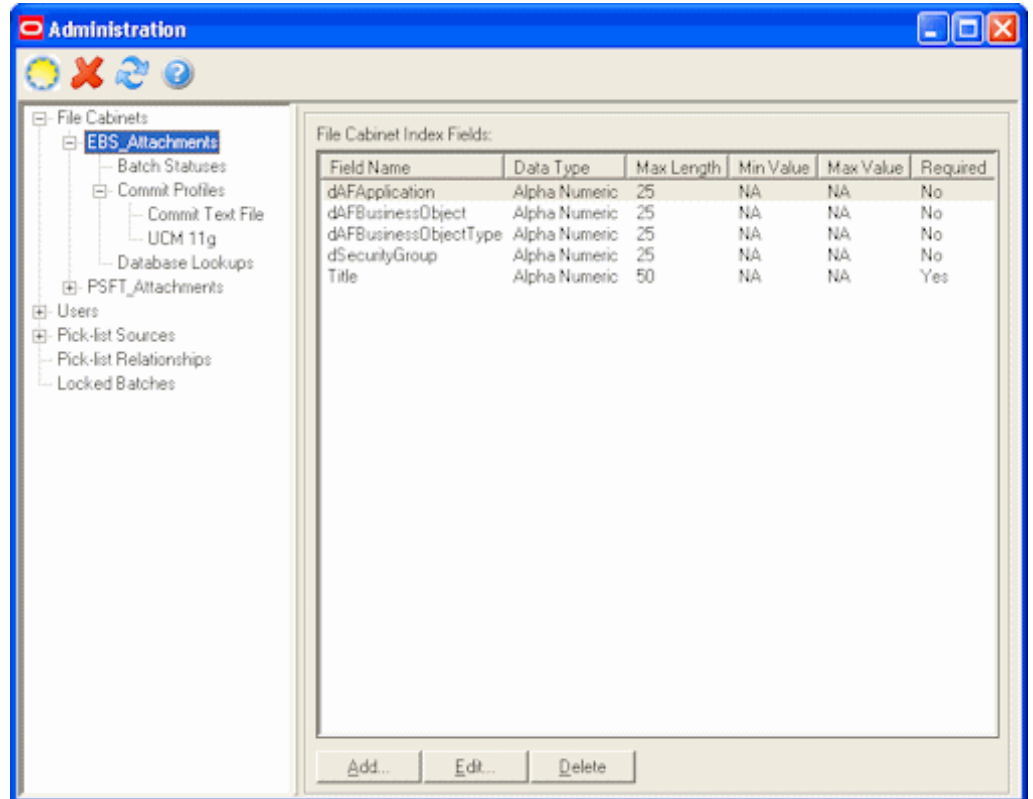 Administration
File Cabinets
EBS_Attachments
Batch Statuses
Commit Profiles
Commit Text File
UCM 11g
Database Lookups
PSFT_Attachments
Users
Pick-list Sources
Pick-list Relationships
Locked Batches
File Cabinet Index Fields:
Field Name Data Type Max Length Min Value Max Value Required
dAFApplication Alpha Numeric 25 NA NA No
dAFBusinessObject Alpha Numeric 25 NA NA No
dAFBusinessObjectType Alpha Numeric 25 NA NA No
dSecurityGroup Alpha Numeric 25 NA NA No
Title Alpha Numeric 50 NA NA Yes
Add... Edit... Delete